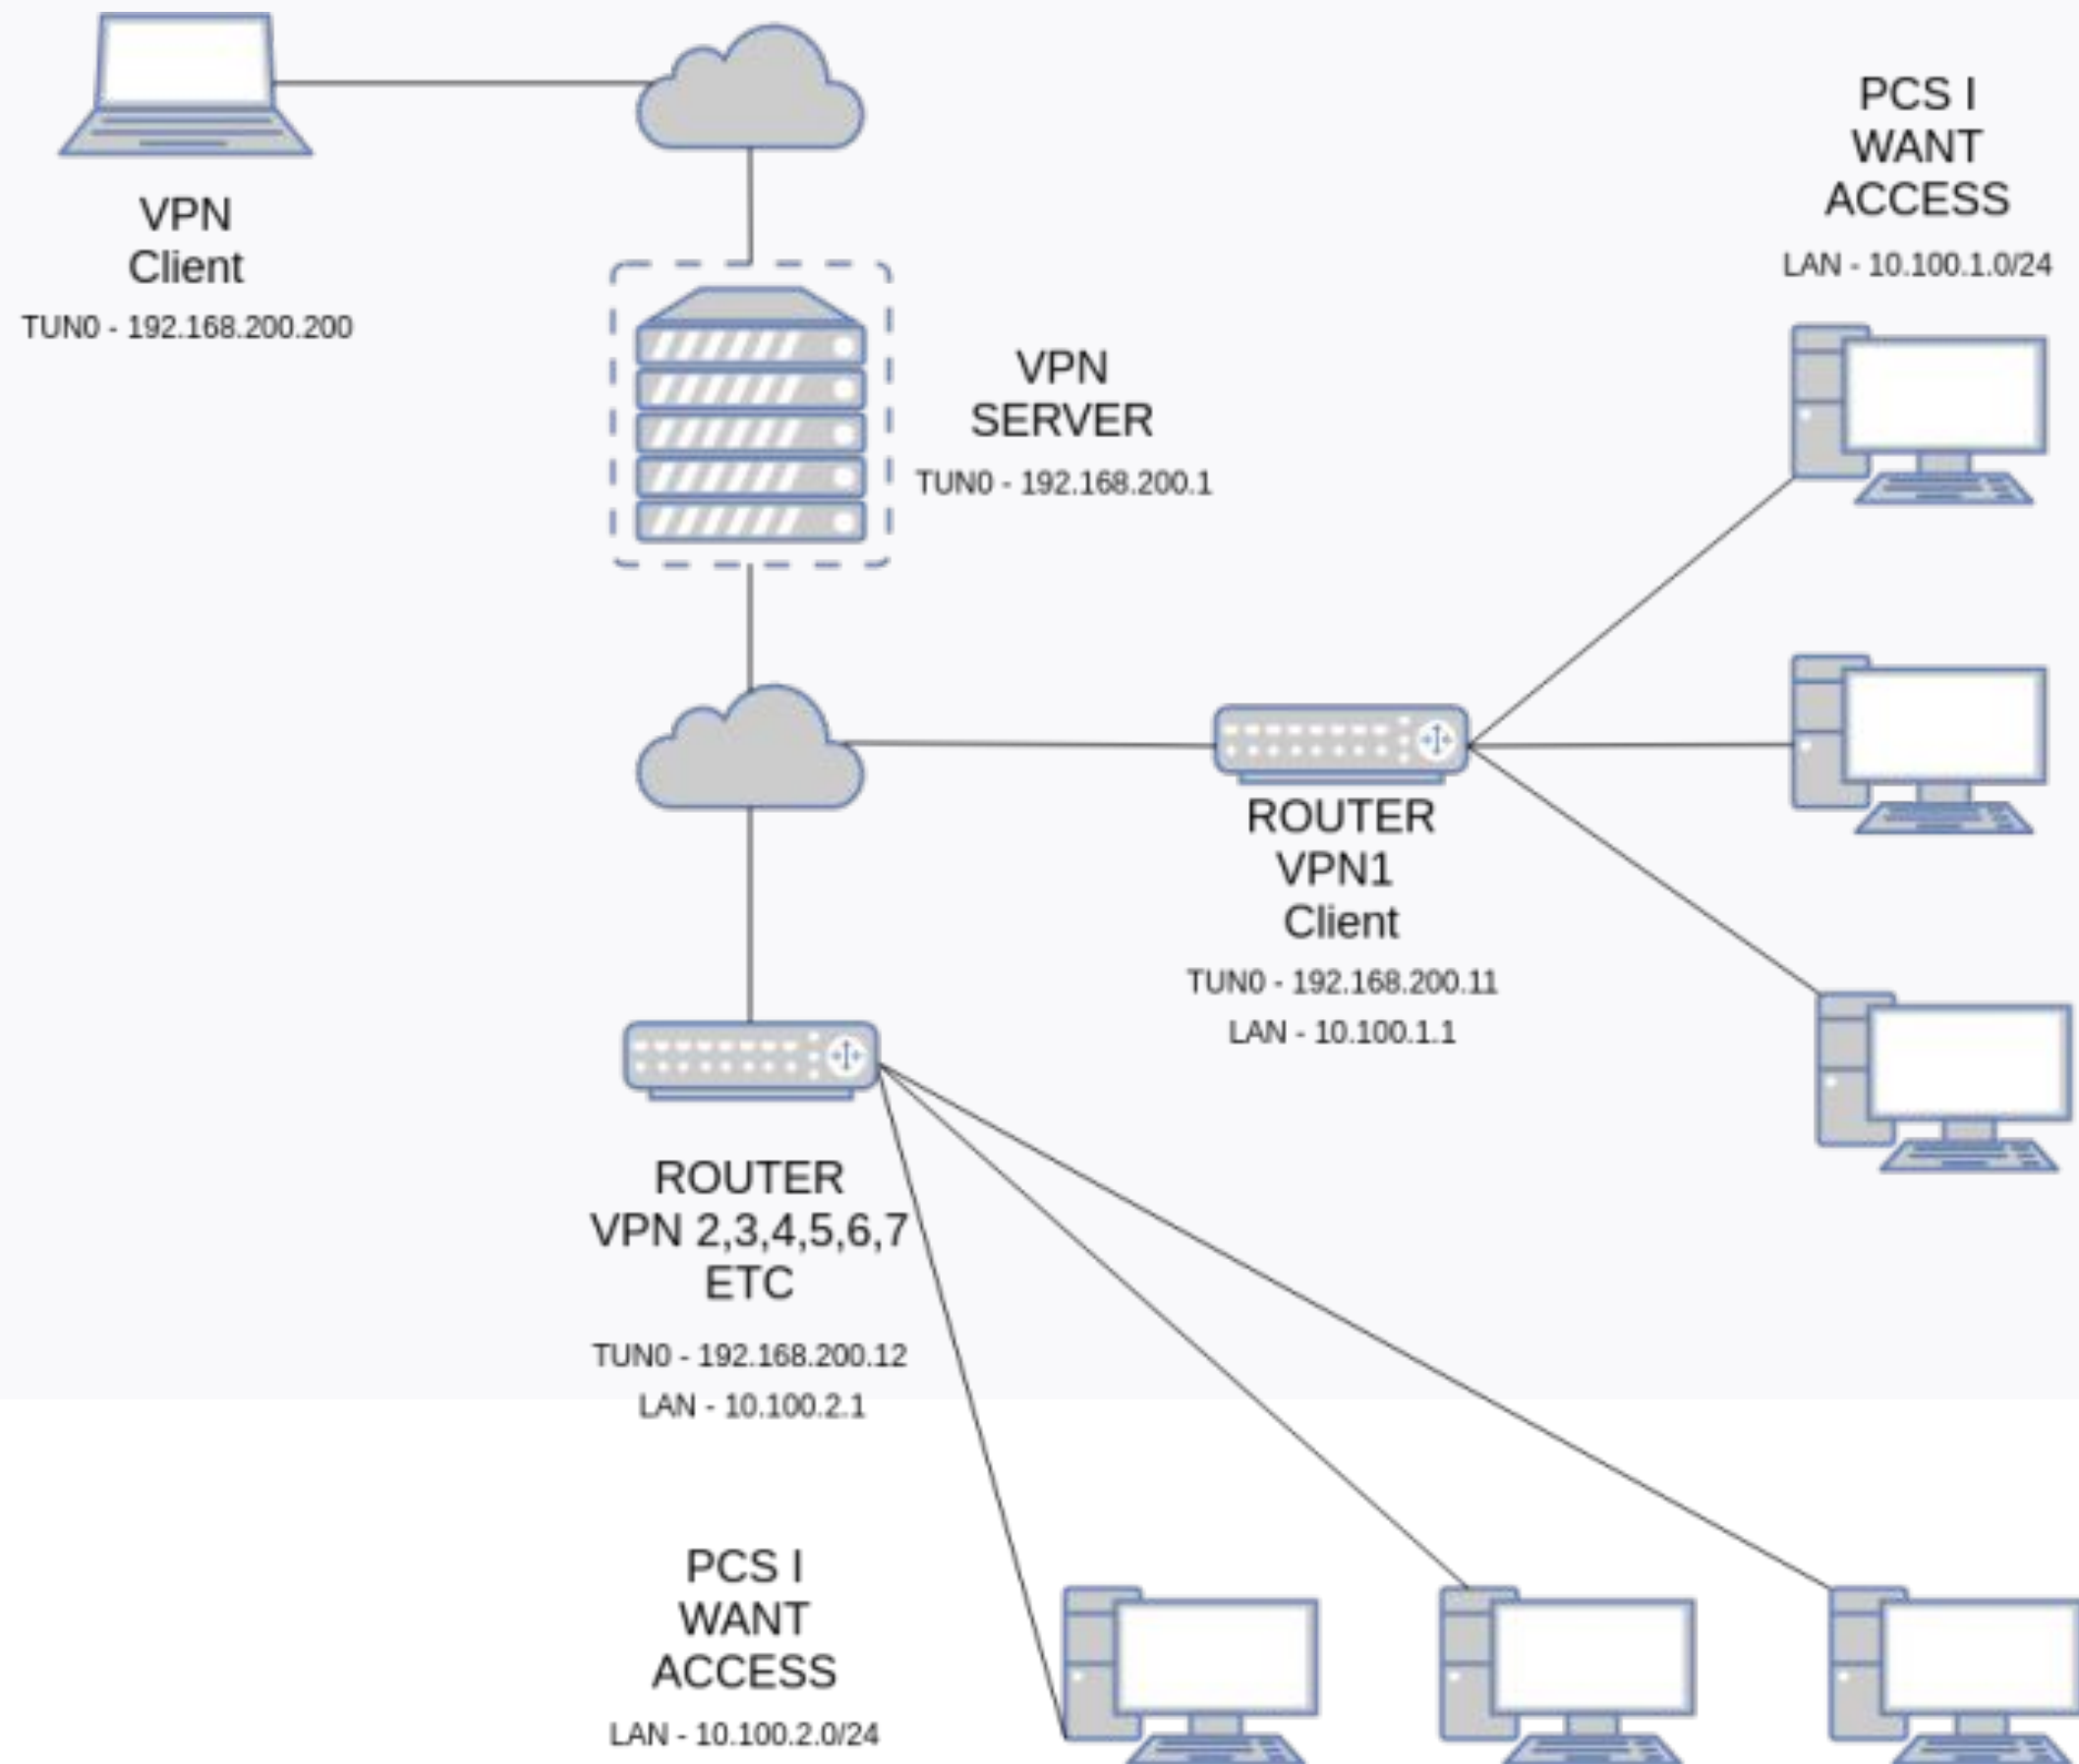 VPN
Client
TUN0 - 192.168.200.200
PCS I
WANT
ACCESS
LAN - 10.100.1.0/24
VPN
SERVER
TUN0 - 192.168.200.1
ROUTER
VPN1
Client
TUN0 - 192.168.200.11
LAN - 10.100.1.1
ROUTER
VPN 2,3,4,5,6,7
ETC
TUN0 - 192.168.200.12
LAN - 10.100.2.1
PCS I
WANT
ACCESS
LAN - 10.100.2.0/24